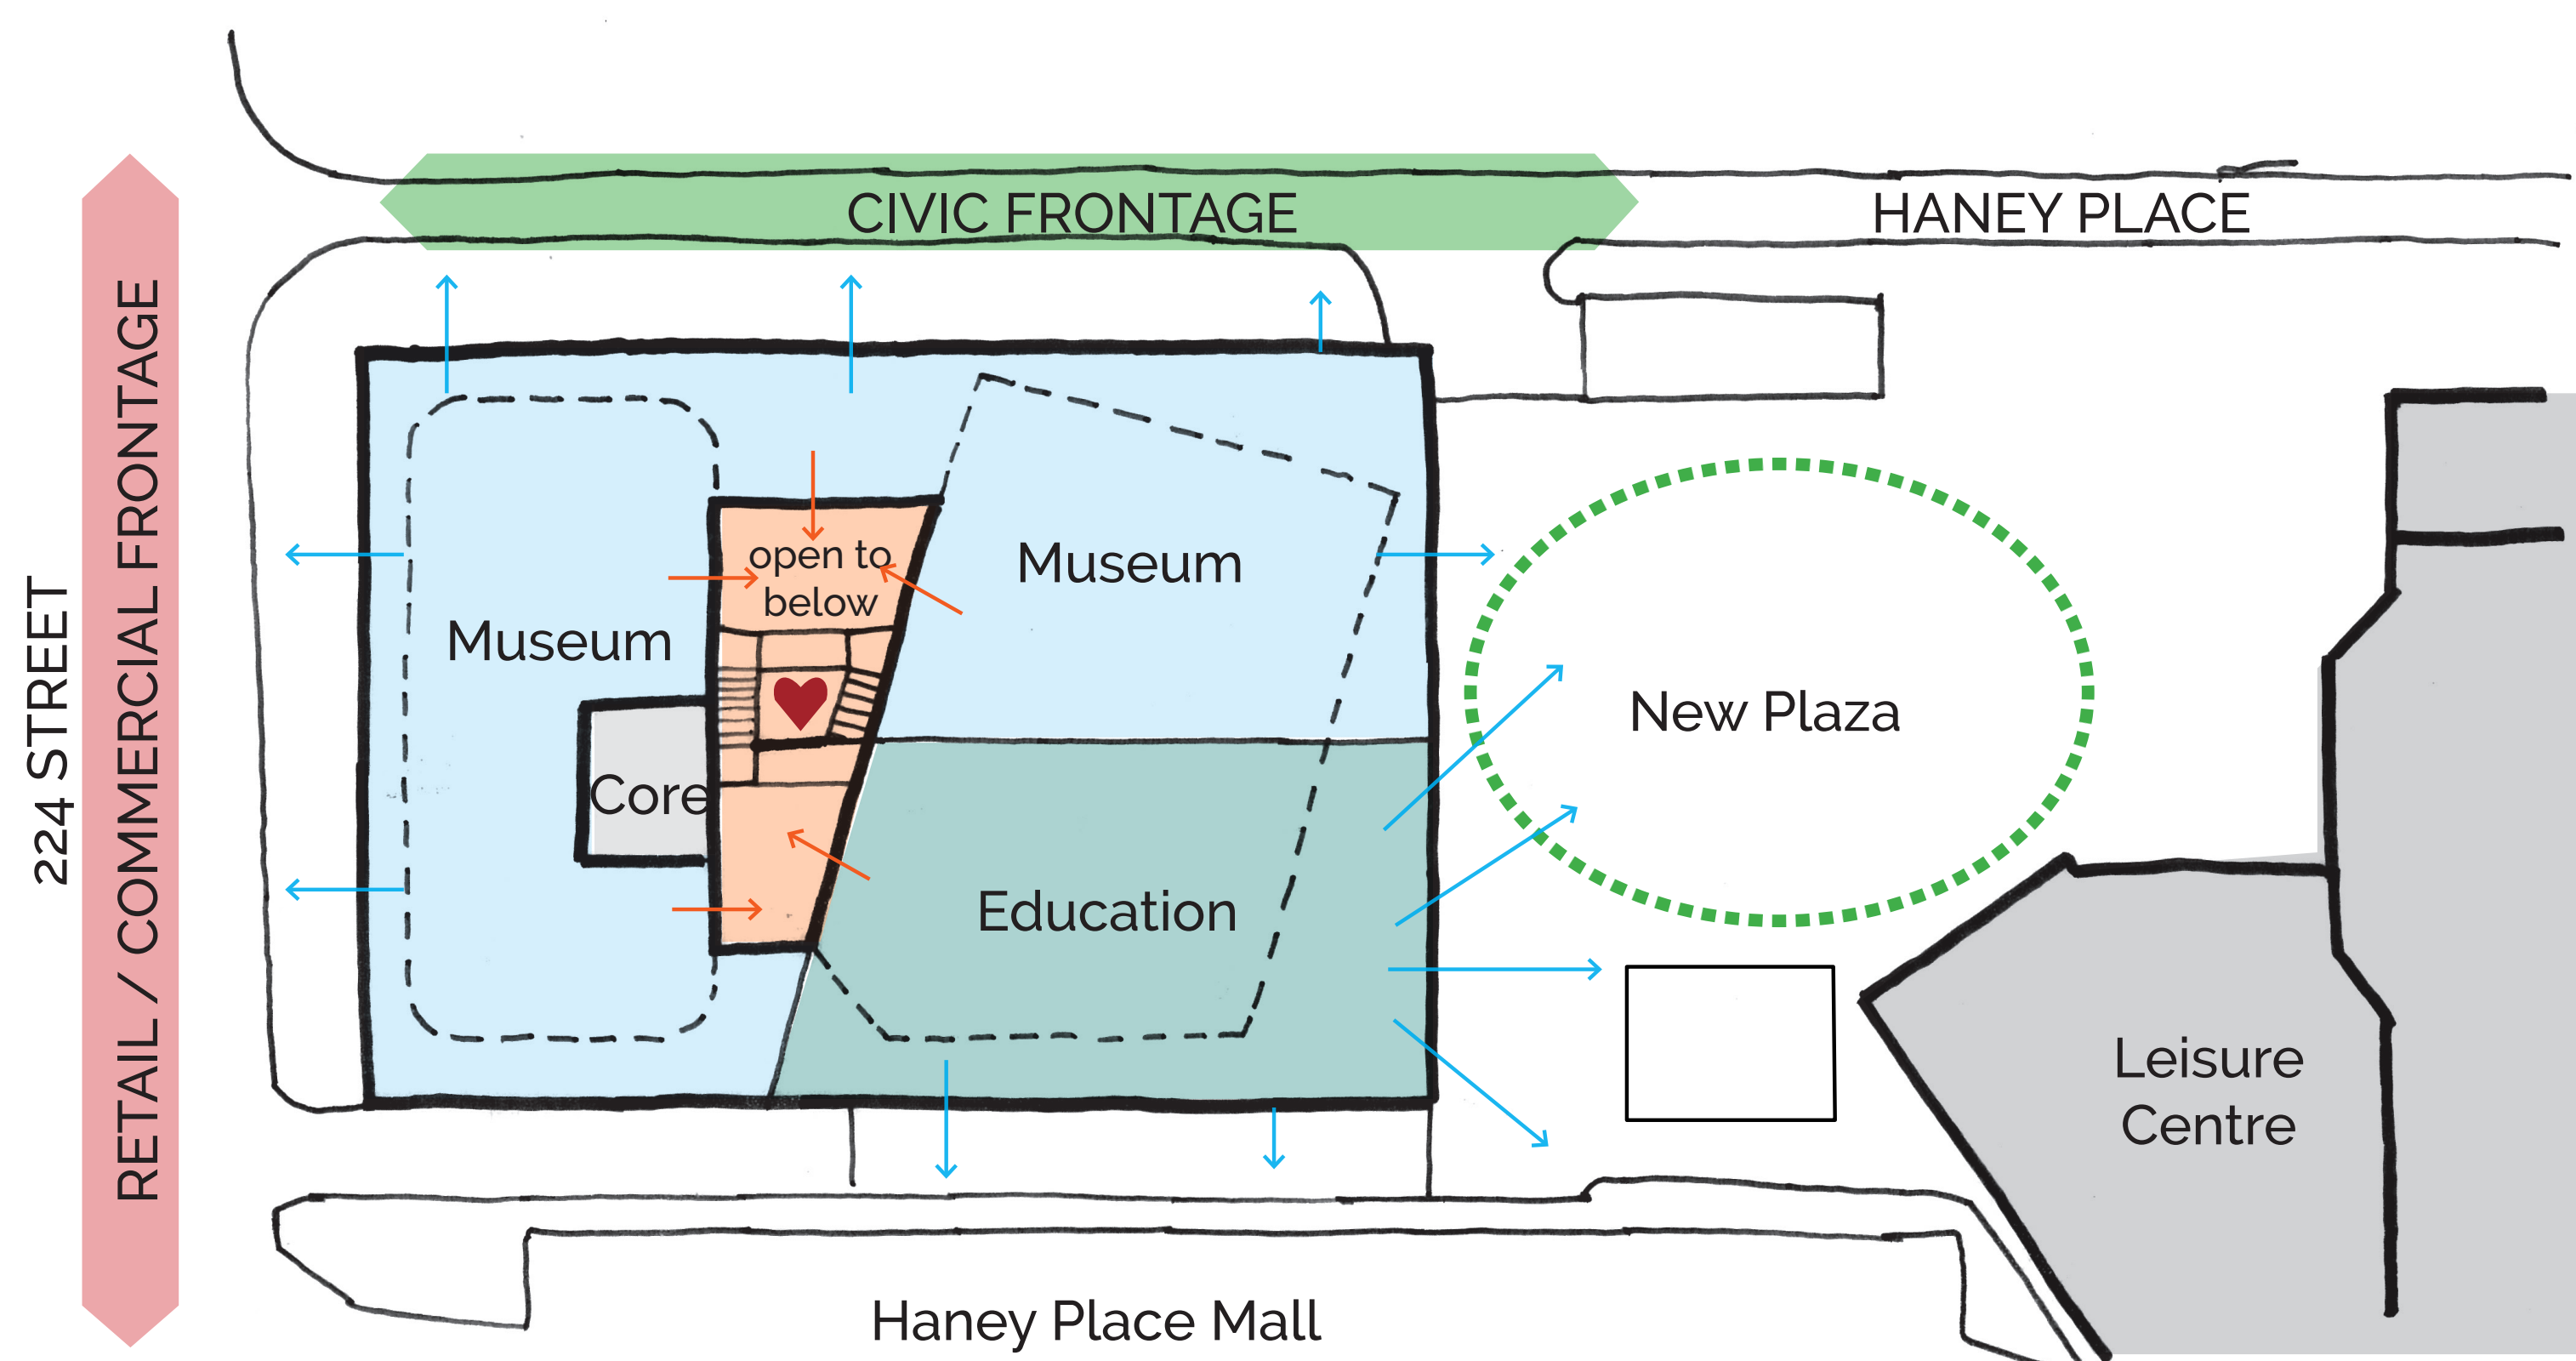 CIVIC FRONTAGE
HANEY PLACE
224 STREET
RETAIL / COMMERCIAL FRONTAGE
open to
below
Museum
Museum
Core
New Plaza
Education
Leisure
Centre
Haney Place Mall